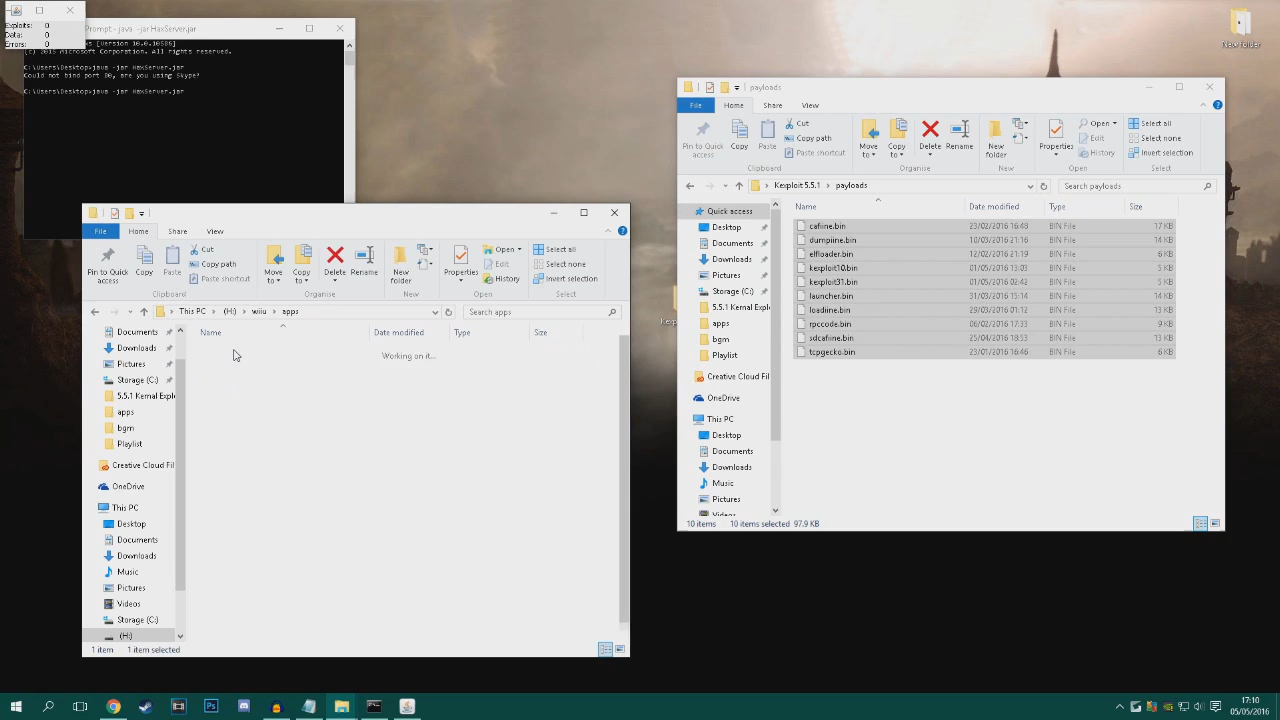 Exploits: 0
Data: 0
Errors: 0
Prompt - java -jar HaxServer.jar
[Version 10.0.10586]
(c) 2015 Microsoft Corporation. All rights reserved.
C:\Users\Desktop>java -jar HaxServer.jar
Could not bind port 80, are you using Skype?
C:\Users\Desktop>java -jar HaxServer.jar
New folder
File Home Share View
Pin to Quick access
Copy
Paste
Cut
Copy path
Paste shortcut
Clipboard
Move to
Copy to
Delete
Rename
Organise
New folder
New
Properties
Open
Edit
History
Open
Select all
Select none
Invert selection
Select
This PC > (H:) > wiiu > apps
Search apps
Name Date modified Type Size
Working on it...
Documents
Downloads
Pictures
Storage (C:)
5.5.1 Kernal Explo
apps
bgm
Playlist
Creative Cloud Fil
OneDrive
This PC
Desktop
Documents
Downloads
Music
Pictures
Videos
Storage (C:)
(H:)
1 item 1 item selected
payloads
File Home Share View
Pin to Quick access
Copy
Paste
Cut
Copy path
Paste shortcut
Clipboard
Move to
Copy to
Delete
Rename
Organise
New folder
New
Properties
Open
Edit
History
Open
Select all
Select none
Invert selection
Select
Kexploit 5.5.1 > payloads
Search payloads
Quick access
Desktop
Documents
Downloads
Pictures
Storage (C:)
5.5.1 Kernal Explo
apps
bgm
Playlist
Creative Cloud Fil
OneDrive
This PC
Desktop
Documents
Downloads
Music
Pictures
Videos
Name Date modified Type Size
cafiine.bin 23/02/2016 16:48 BIN File 17 KB
dumpiine.bin 10/03/2016 21:16 BIN File 14 KB
elfloader.bin 12/02/2016 21:19 BIN File 6 KB
kexploit10.bin 01/05/2016 13:03 BIN File 5 KB
kexploit31.bin 01/05/2016 02:42 BIN File 5 KB
launcher.bin 31/03/2016 15:14 BIN File 14 KB
loadiine.bin 29/03/2016 01:12 BIN File 13 KB
rpccode.bin 06/02/2016 17:33 BIN File 9 KB
sdcafiine.bin 25/04/2016 18:53 BIN File 13 KB
tcpgecko.bin 23/01/2016 16:46 BIN File 6 KB
10 items 10 items selected 97.9 KB
17:10
05/05/2016